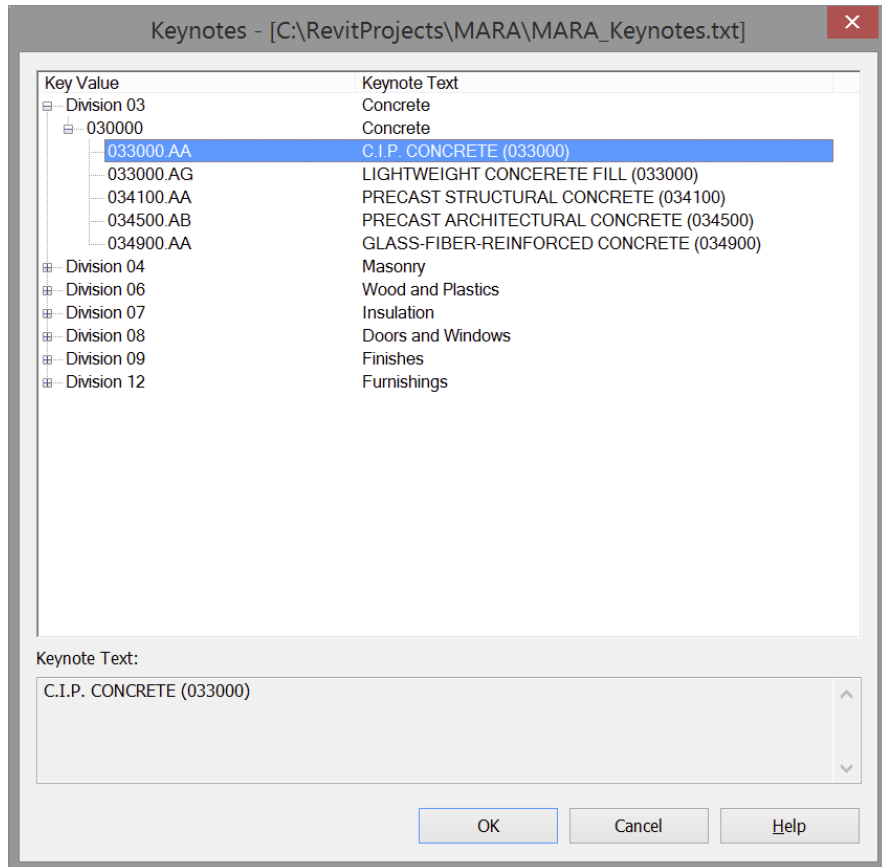 Keynotes - [C:\RevitProjects\MARA\MARA_Keynotes.txt]
Key Value Keynote Text
Division 03 Concrete
030000 Concrete
033000.AA C.I.P. CONCRETE (033000)
033000.AG LIGHTWEIGHT CONCERETE FILL (033000)
034100.AA PRECAST STRUCTURAL CONCRETE (034100)
034500.AB PRECAST ARCHITECTURAL CONCRETE (034500)
034900.AA GLASS-FIBER-REINFORCED CONCRETE (034900)
Division 04 Masonry
Division 06 Wood and Plastics
Division 07 Insulation
Division 08 Doors and Windows
Division 09 Finishes
Division 12 Furnishings
Keynote Text:
C.I.P. CONCRETE (033000)
OK Cancel Help